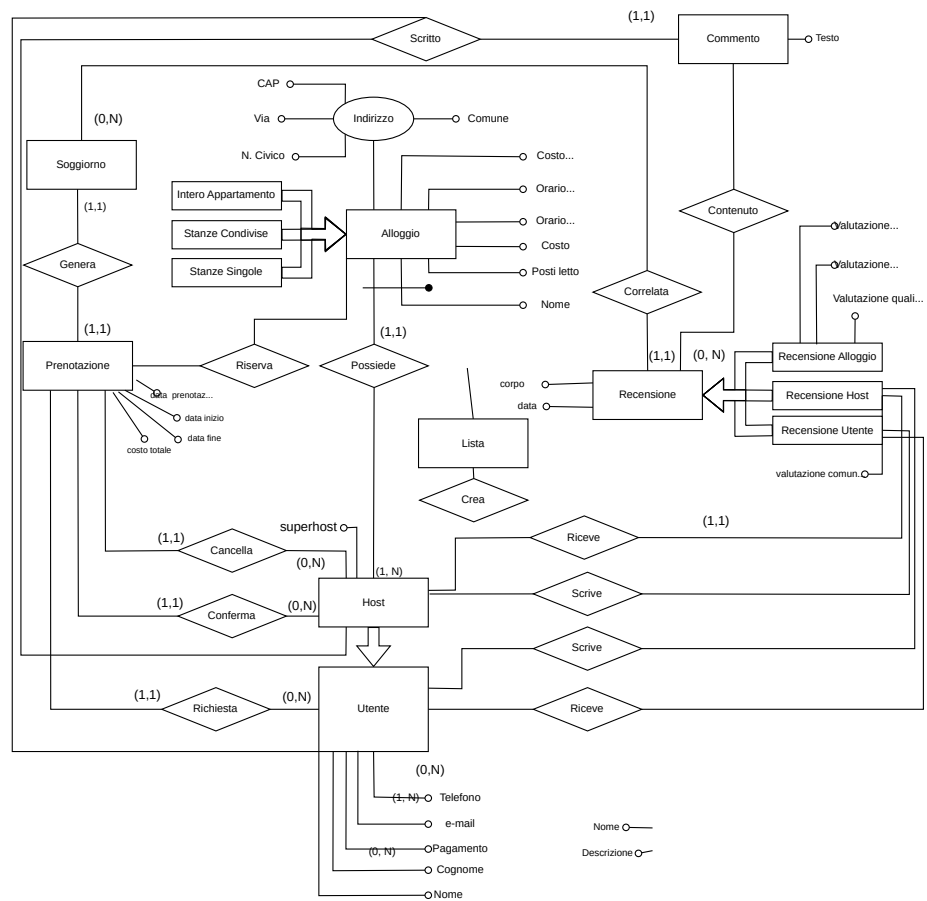 (1,1)
Scritto
Commento
Testo
CAP
(0,N)
Via
Indirizzo
Comune
N. Civico
Costo...
Soggiorno
Intero Appartamento
Orario...
(1,1)
Contenuto
Stanze Condivise
Alloggio
Orario...
Valutazione...
Costo
Genera
Stanze Singole
Posti letto
Valutazione...
Correlata
Nome
Valutazione quali...
(1,1)
(1,1)
(1,1)
(0, N)
Recensione Alloggio
Prenotazione
Riserva
Possiede
corpo
Recensione
Recensione Host
data prenotaz...
data
data inizio
Recensione Utente
data fine
Lista
costo totale
valutazione comun...
Crea
superhost
(1,1)
(1,1)
Riceve
Cancella
(0,N)
(1, N)
Scrive
(1,1)
(0,N)
Host
Conferma
Scrive
(1,1)
(0,N)
Richiesta
Utente
Riceve
(0,N)
(1, N)
Telefono
e-mail
Nome
(0, N)
Pagamento
Descrizione
Cognome
Nome